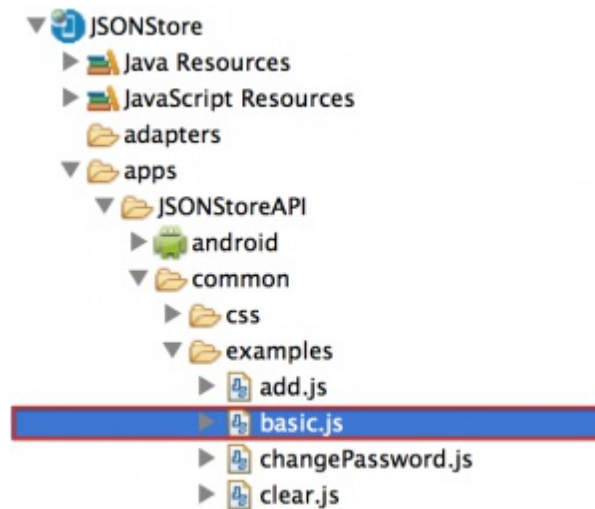 JSONStore
Java Resources
JavaScript Resources
adapters
apps
JSONStoreAPI
android
common
css
examples
add.js
basic.js
changePassword.js
clear.js